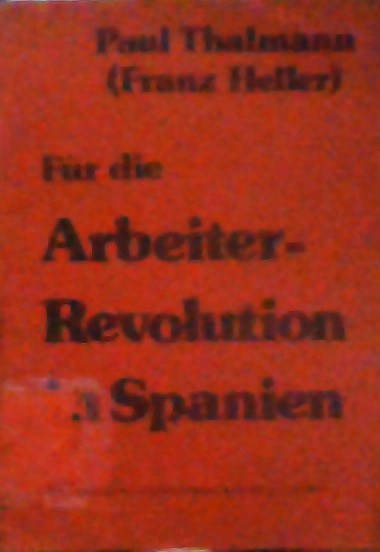 Paul Thalmann
(Franz Heller)
Für die
Arbeiter-
Revolution
Spanien